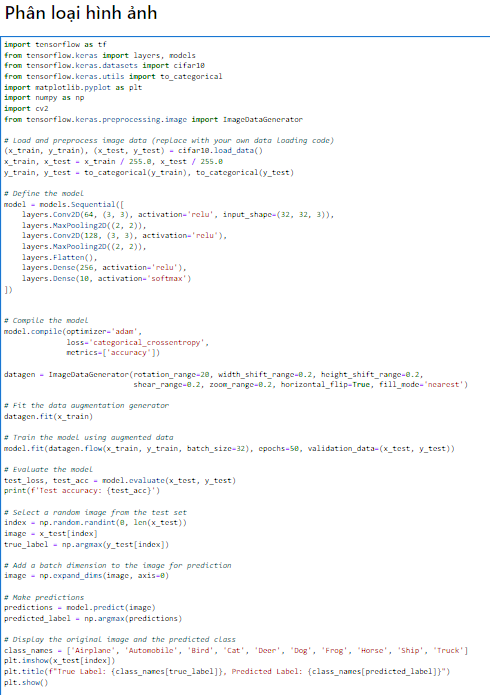 Phân loại hình ảnh
import tensorflow as tf
from tensorflow.keras import layers, models
from tensorflow.keras.datasets import cifar10
from tensorflow.keras.utils import to_categorical
import matplotlib.pyplot as plt
import numpy as np
import cv2
from tensorflow.keras.preprocessing.image import ImageDataGenerator
# Load and preprocess image data (replace with your own data loading code)
(x_train, y_train), (x_test, y_test) = cifar10.load_data()
x_train, x_test = x_train / 255.0, x_test / 255.0
y_train, y_test = to_categorical(y_train), to_categorical(y_test)
# Define the model
model = models.Sequential([
    layers.Conv2D(64, (3, 3), activation='relu', input_shape=(32, 32, 3)),
    layers.MaxPooling2D((2, 2)),
    layers.Conv2D(128, (3, 3), activation='relu'),
    layers.MaxPooling2D((2, 2)),
    layers.Flatten(),
    layers.Dense(256, activation='relu'),
    layers.Dense(10, activation='softmax')
])
# Compile the model
model.compile(optimizer='adam',
              loss='categorical_crossentropy',
              metrics=['accuracy'])
datagen = ImageDataGenerator(rotation_range=20, width_shift_range=0.2, height_shift_range=0.2,
                             shear_range=0.2, zoom_range=0.2, horizontal_flip=True, fill_mode='nearest')
# Fit the data augmentation generator
datagen.fit(x_train)
# Train the model using augmented data
model.fit(datagen.flow(x_train, y_train, batch_size=32), epochs=50, validation_data=(x_test, y_test))
# Evaluate the model
test_loss, test_acc = model.evaluate(x_test, y_test)
print(f'Test accuracy: {test_acc}')
# Select a random image from the test set
index = np.random.randint(0, len(x_test))
image = x_test[index]
true_label = np.argmax(y_test[index])
# Add a batch dimension to the image for prediction
image = np.expand_dims(image, axis=0)
# Make predictions
predictions = model.predict(image)
predicted_label = np.argmax(predictions)
# Display the original image and the predicted class
class_names = ['Airplane', 'Automobile', 'Bird', 'Cat', 'Deer', 'Dog', 'Frog', 'Horse', 'Ship', 'Truck']
plt.imshow(x_test[index])
plt.title(f"True Label: {class_names[true_label]}, Predicted Label: {class_names[predicted_label]}")
plt.show()